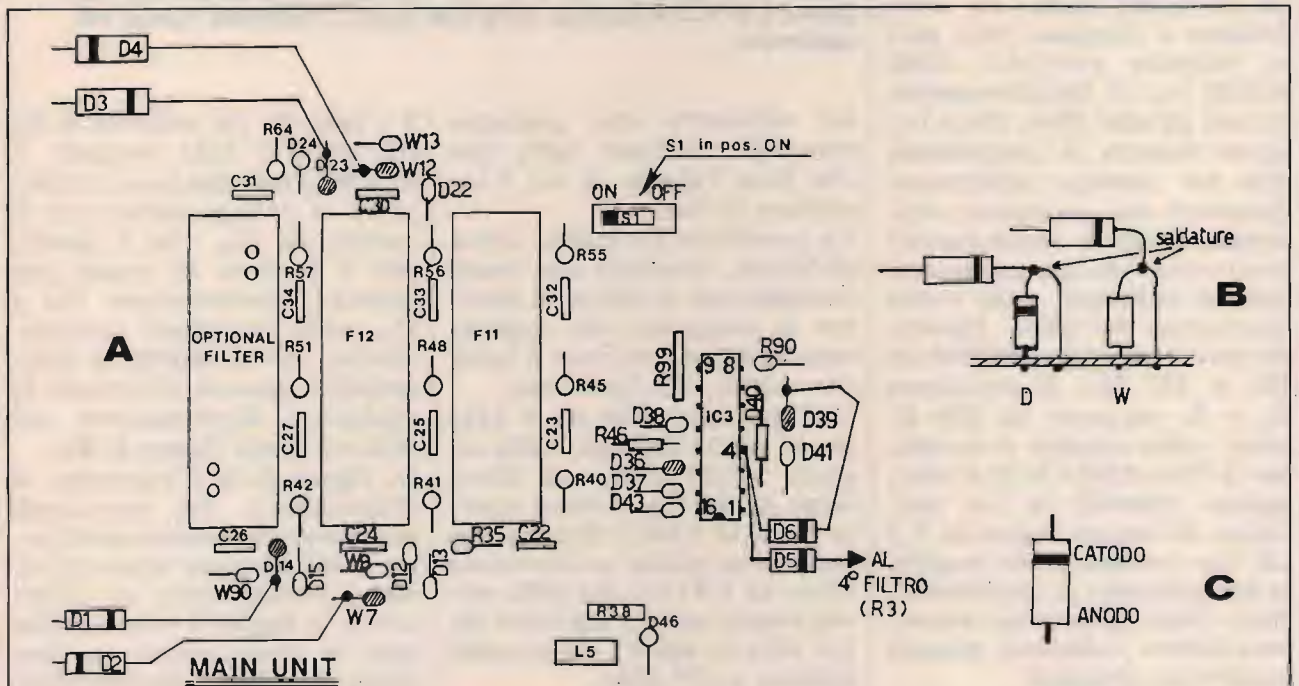 D4
D3
R64
D24
D23
W13
W12
C31
C30
D22
S1 in pos. ON
ON OFF
S1
R57
R56
R55
C34
C33
C32
A
OPTIONAL
FILTER
F12
F11
R51
R48
R45
C27
C25
C23
R42
R41
R40
C26
C24
R35
C22
W90
D14
D15
W8
D12
D13
W7
D1
D2
MAIN UNIT
R99
9 8
R90
IC3
D40
D38
R46
D39
4
D36
D41
D37
D43
16 1
D6
D5
AL
4° FILTRO
(R3)
R38
D46
L5
saldature
B
D W
CATODO
C
ANODO